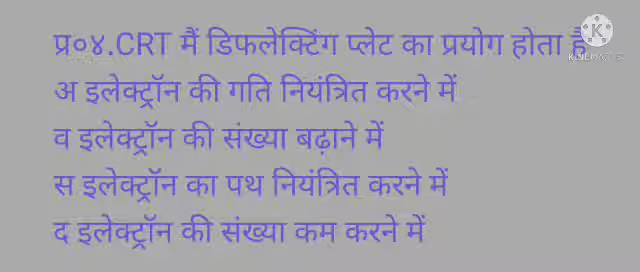 प्र०४.CRT मैं डिफलेक्टिंग प्लेट का प्रयोग होता है
अ इलेक्ट्रॉन की गति नियंत्रित करने में
व इलेक्ट्रॉन की संख्या बढ़ाने में
स इलेक्ट्रॉन का पथ नियंत्रित करने में
द इलेक्ट्रॉन की संख्या कम करने में